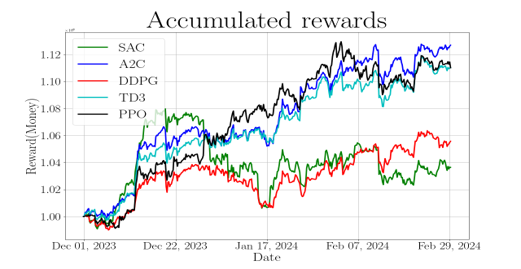 Accumulated rewards
1.12
1.10
1.08
1.06
1.04
1.02
1.00
Reward(Money)
SAC
A2C
DDPG
TD3
PPO
Dec 01, 2023 Dec 22, 2023 Jan 17, 2024 Feb 07, 2024 Feb 29, 2024
Date